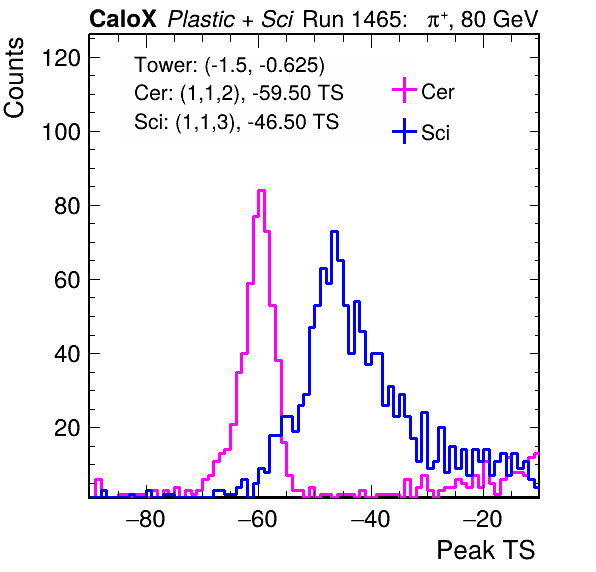 CaloX Plastic + Sci Run 1465: π⁺, 80 GeV
Counts
Tower: (-1.5, -0.625)
Cer: (1,1,2), -59.50 TS
Sci: (1,1,3), -46.50 TS
Cer
Sci
120
100
80
60
40
20
−80 −60 −40 −20
Peak TS